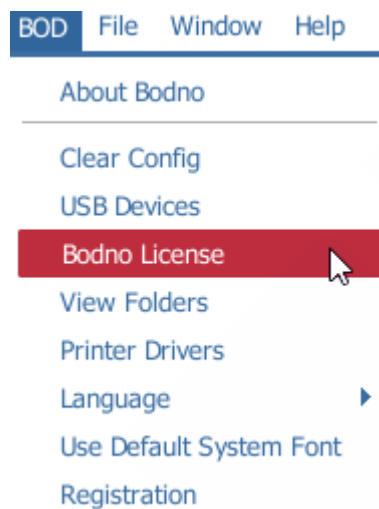 BOD File Window Help
About Bodno
Clear Config
USB Devices
Bodno License
View Folders
Printer Drivers
Language
Use Default System Font
Registration